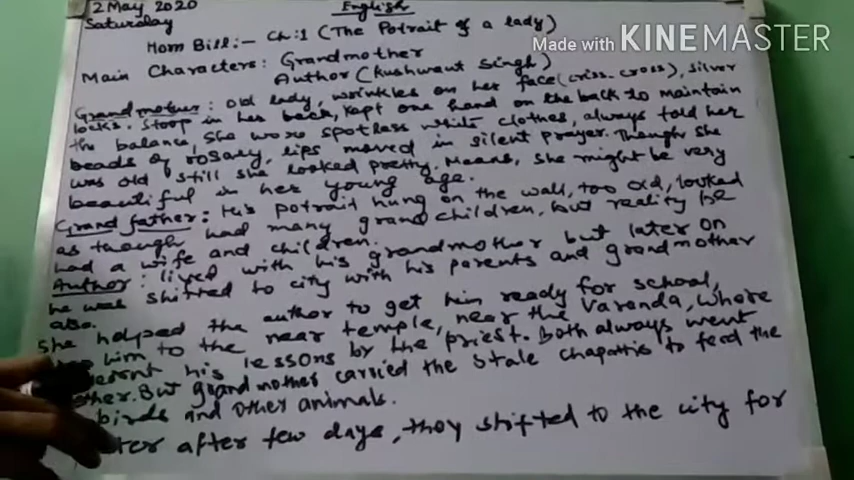 2 May 2020
Saturday
English
Horn Bill:- Ch:1 (The Potrait of a lady)
Made with KINEMASTER
Main Characters: Grandmother
Author (Kushwant Singh)
Grandmother: old lady, wrinkles on her face (criss-cross), silver
locks. Stoop in her back, kept one hand on the back to maintain
the balance, she wore spotless white clothes, always told her
beads of rosary, lips moved in silent prayer. Though she
was old still she looked pretty. Means, she might be very
beautiful in her young age.
Grand father: His potrait hung on the wall, too old, looked
as though had many grand children, but reality he
had a wife and children.
Author: lived with his grandmother but later on
he was shifted to city with his parents and grandmother
also.
She helped the author to get him ready for school,
him to the near temple, near the Varanda, where
learnt his lessons by the priest. Both always went
But grandmother carried the stale chapattis to feed the
birds and other animals.
after few days, they shifted to the city for